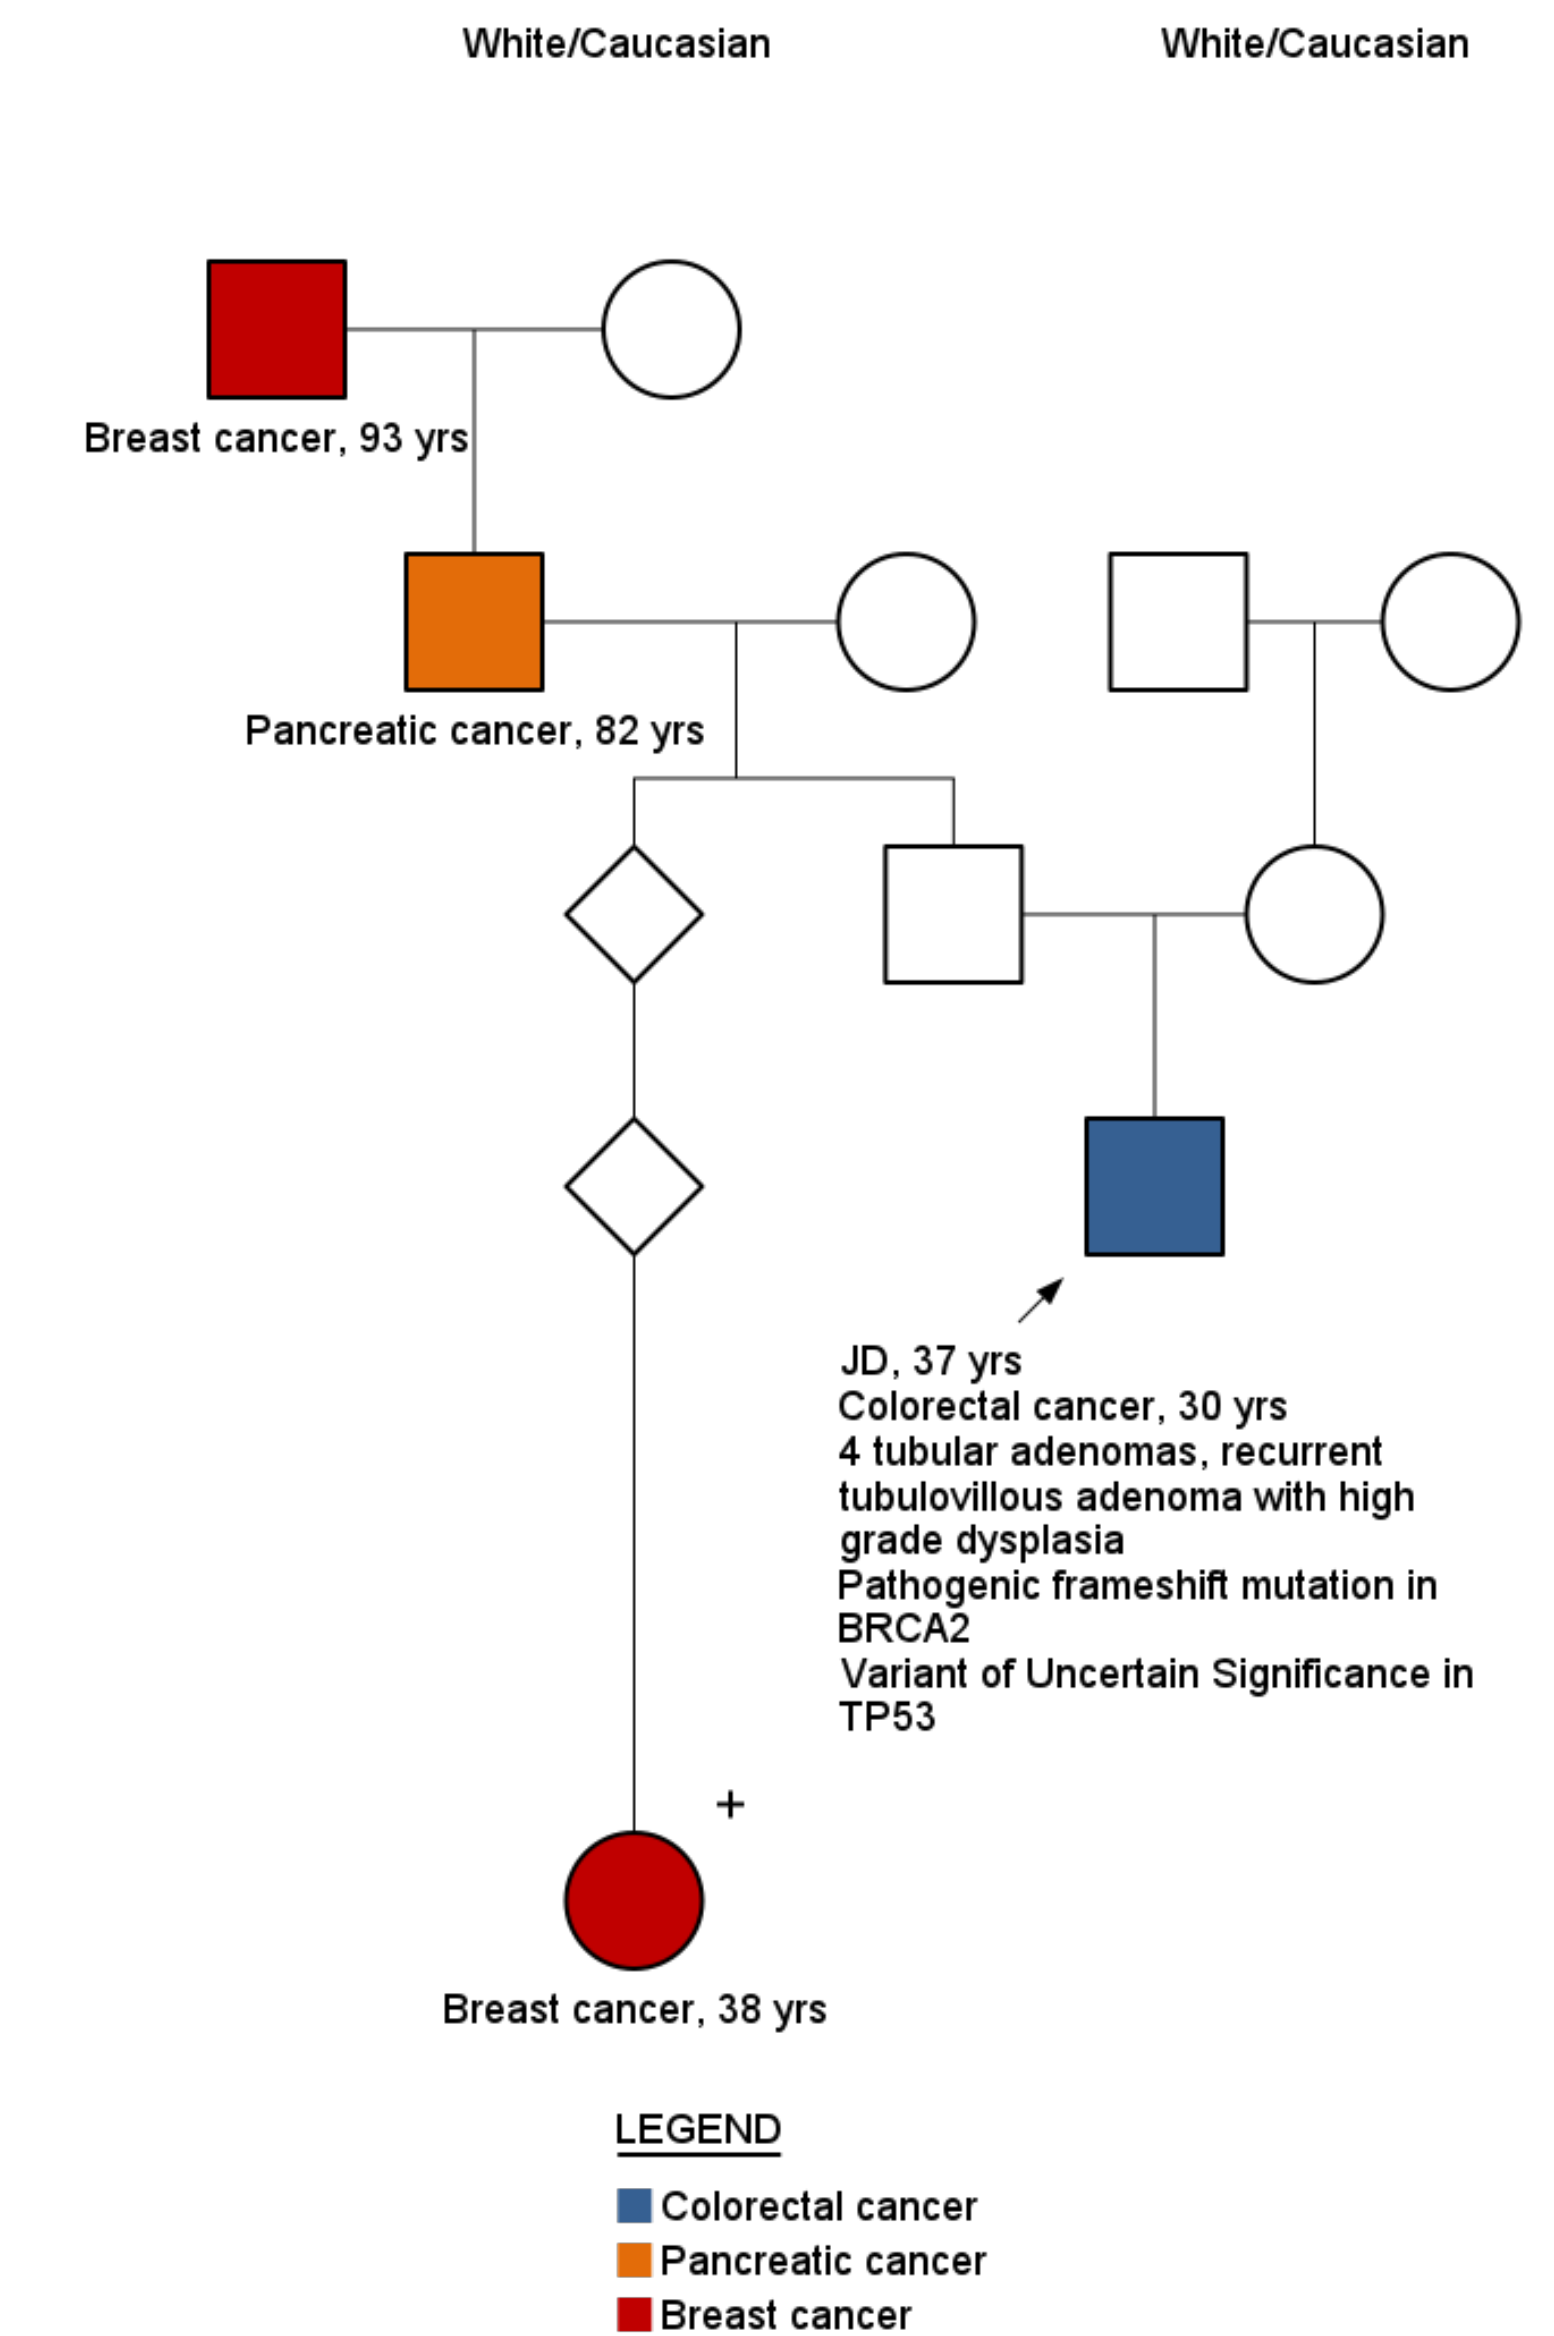 White/Caucasian White/Caucasian
Breast cancer, 93 yrs
Pancreatic cancer, 82 yrs
JD, 37 yrs
Colorectal cancer, 30 yrs
4 tubular adenomas, recurrent
tubulovillous adenoma with high
grade dysplasia
Pathogenic frameshift mutation in
BRCA2
Variant of Uncertain Significance in
TP53
+
Breast cancer, 38 yrs
LEGEND
Colorectal cancer
Pancreatic cancer
Breast cancer